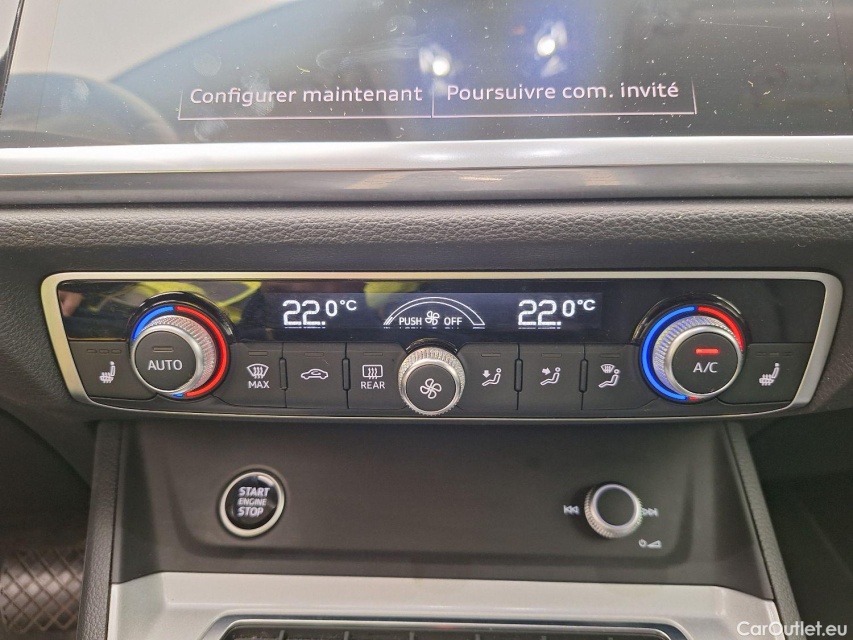 Configurer maintenant Poursuivre com. invité
22.0°C PUSH OFF 22.0°C
AUTO MAX REAR A/C
START
ENGINE
STOP
CarOutlet.eu